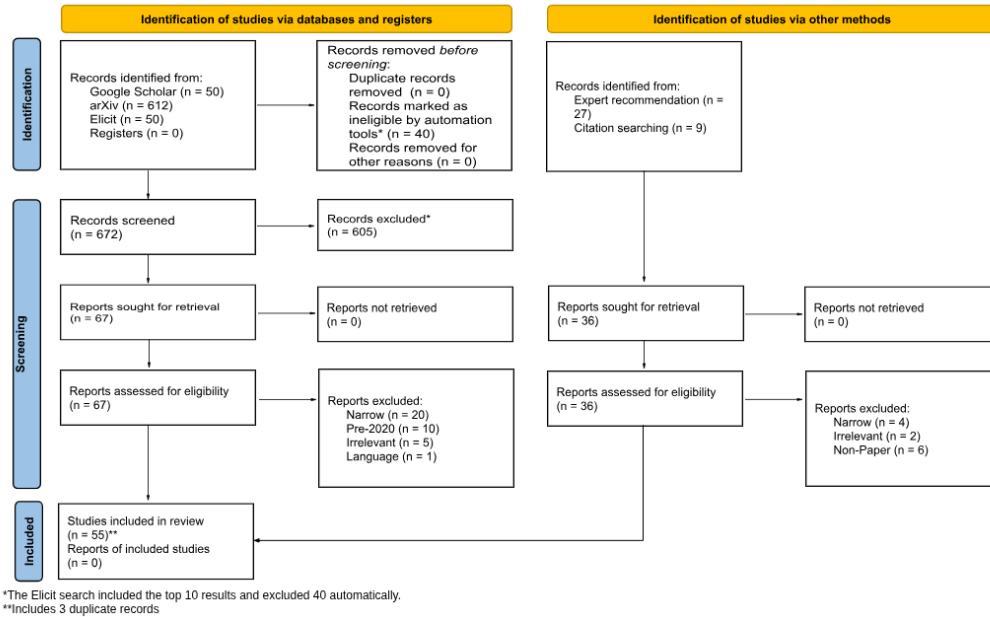 Identification of studies via databases and registers
Identification of studies via other methods
Identification
Records identified from:
Google Scholar (n = 50)
arXiv (n = 612)
Elicit (n = 50)
Registers (n = 0)
Records removed before
screening:
Duplicate records
removed (n = 0)
Records marked as
ineligible by automation
tools* (n = 40)
Records removed for
other reasons (n = 0)
Records identified from:
Expert recommendation (n =
27)
Citation searching (n = 9)
Screening
Records screened
(n = 672)
Records excluded*
(n = 605)
Reports sought for retrieval
(n = 67)
Reports not retrieved
(n = 0)
Reports sought for retrieval
(n = 36)
Reports not retrieved
(n = 0)
Reports assessed for eligibility
(n = 67)
Reports excluded:
Narrow (n = 20)
Pre-2020 (n = 10)
Irrelevant (n = 5)
Language (n = 1)
Reports assessed for eligibility
(n = 36)
Reports excluded:
Narrow (n = 4)
Irrelevant (n = 2)
Non-Paper (n = 6)
Included
Studies included in review
(n = 55)**
Reports of included studies
(n = 0)
*The Elicit search included the top 10 results and excluded 40 automatically.
**Includes 3 duplicate records